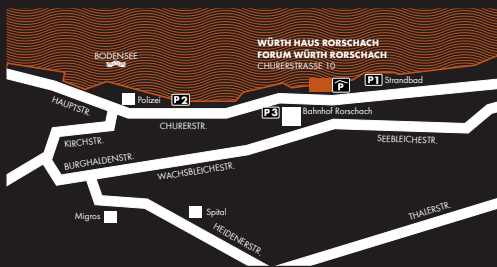 WÜRTH HAUS RORSCHACH
FORUM WÜRTH RORSCHACH
CHURERSTRASSE 10
BODENSEE
P
P1 Strandbad
Polizei P2
HAUPTSTR.
P3 Bahnhof Rorschach
CHURERSTR.
KIRCHSTR.
SEEBLEICHESTR.
BURGHALDENSTR.
WACHSBLEICHESTR.
Migros
Spital
THALERSTR.
HEIDENERSTR.